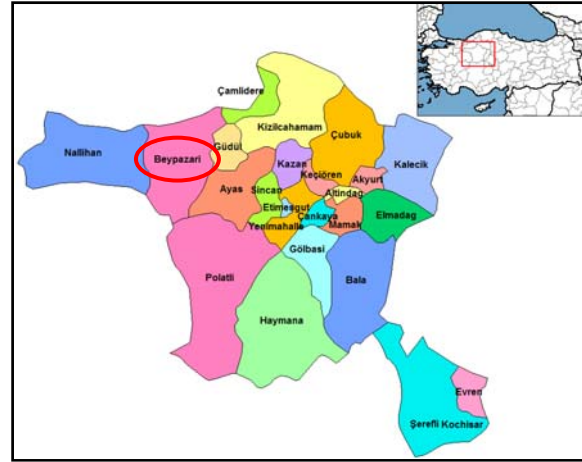 Çamlidere
Kizilcahamam
Çubuk
Nallihan
Beypazari
Güdül
Kazan
Keçiören
Kalecik
Akyurt
Ayas
Sincan
Altindag
Etimesgut
Çankaya
Elmadag
Yenimahalle
Mamak
Gölbasi
Polatli
Bala
Haymana
Evren
Şerefli Kochisar